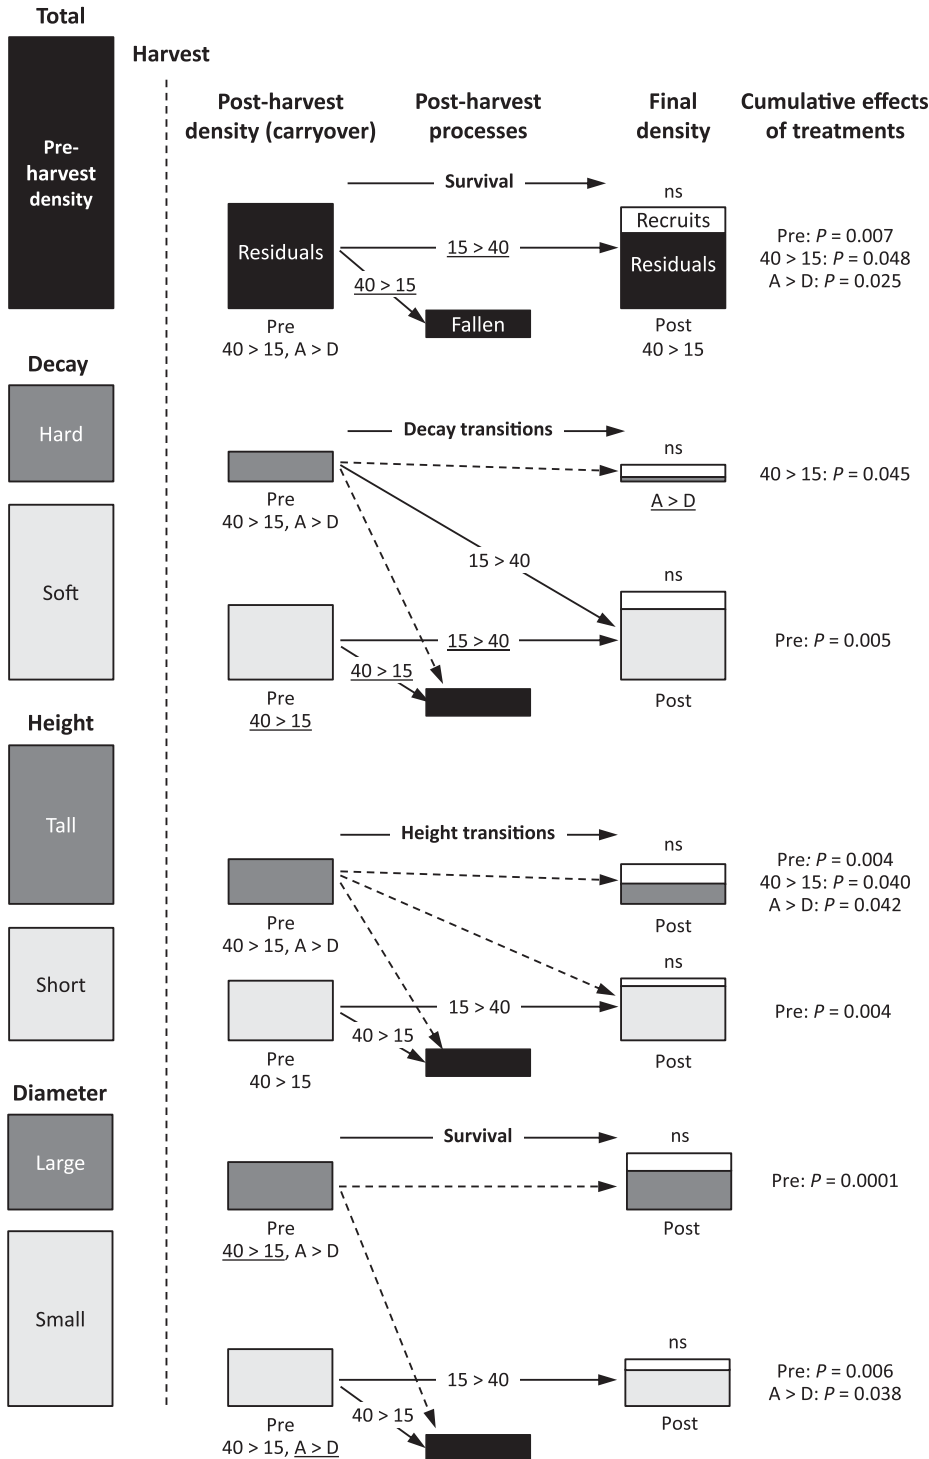 Total
Harvest
Pre-
harvest
density
Post-harvest
density (carryover)
Post-harvest
processes
Final
density
Cumulative effects
of treatments
Survival
ns
Residuals
15 > 40
40 > 15
Fallen
Recruits
Residuals
Pre
40 > 15, A > D
Post
40 > 15
Pre: P = 0.007
40 > 15: P = 0.048
A > D: P = 0.025
Decay
Hard
Soft
Decay transitions
ns
Pre
40 > 15, A > D
A > D
40 > 15: P = 0.045
15 > 40
ns
15 > 40
40 > 15
Pre
40 > 15
Post
Pre: P = 0.005
Height
Tall
Short
Height transitions
ns
Pre
40 > 15, A > D
Post
Pre: P = 0.004
40 > 15: P = 0.040
A > D: P = 0.042
ns
15 > 40
40 > 15
Pre
40 > 15
Post
Pre: P = 0.004
Diameter
Large
Small
Survival
ns
Pre
40 > 15, A > D
Post
Pre: P = 0.0001
ns
15 > 40
40 > 15
Pre
40 > 15, A > D
Post
Pre: P = 0.006
A > D: P = 0.038